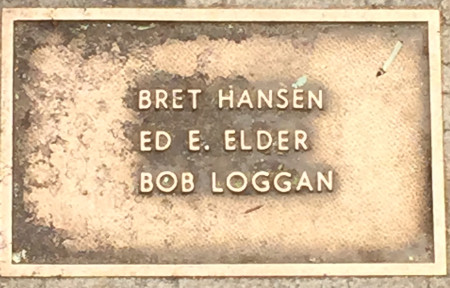 BRET HANSEN
ED E. ELDER
BOB LOGGAN